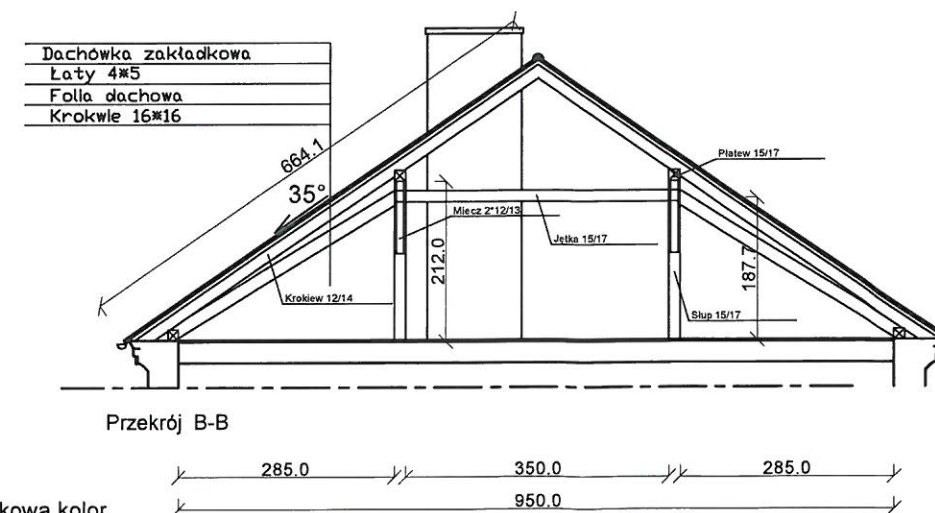 Dachówka zakładkowa
Łaty 4*5
Folia dachowa
Krokwie 16*16
664.1
35°
Płatew 15/17
Miecz 2*12/13
Jętka 15/17
212.0
187.7
Krokiew 12/14
Słup 15/17
Przekrój B-B
285.0 350.0 285.0
950.0
kowa kolor